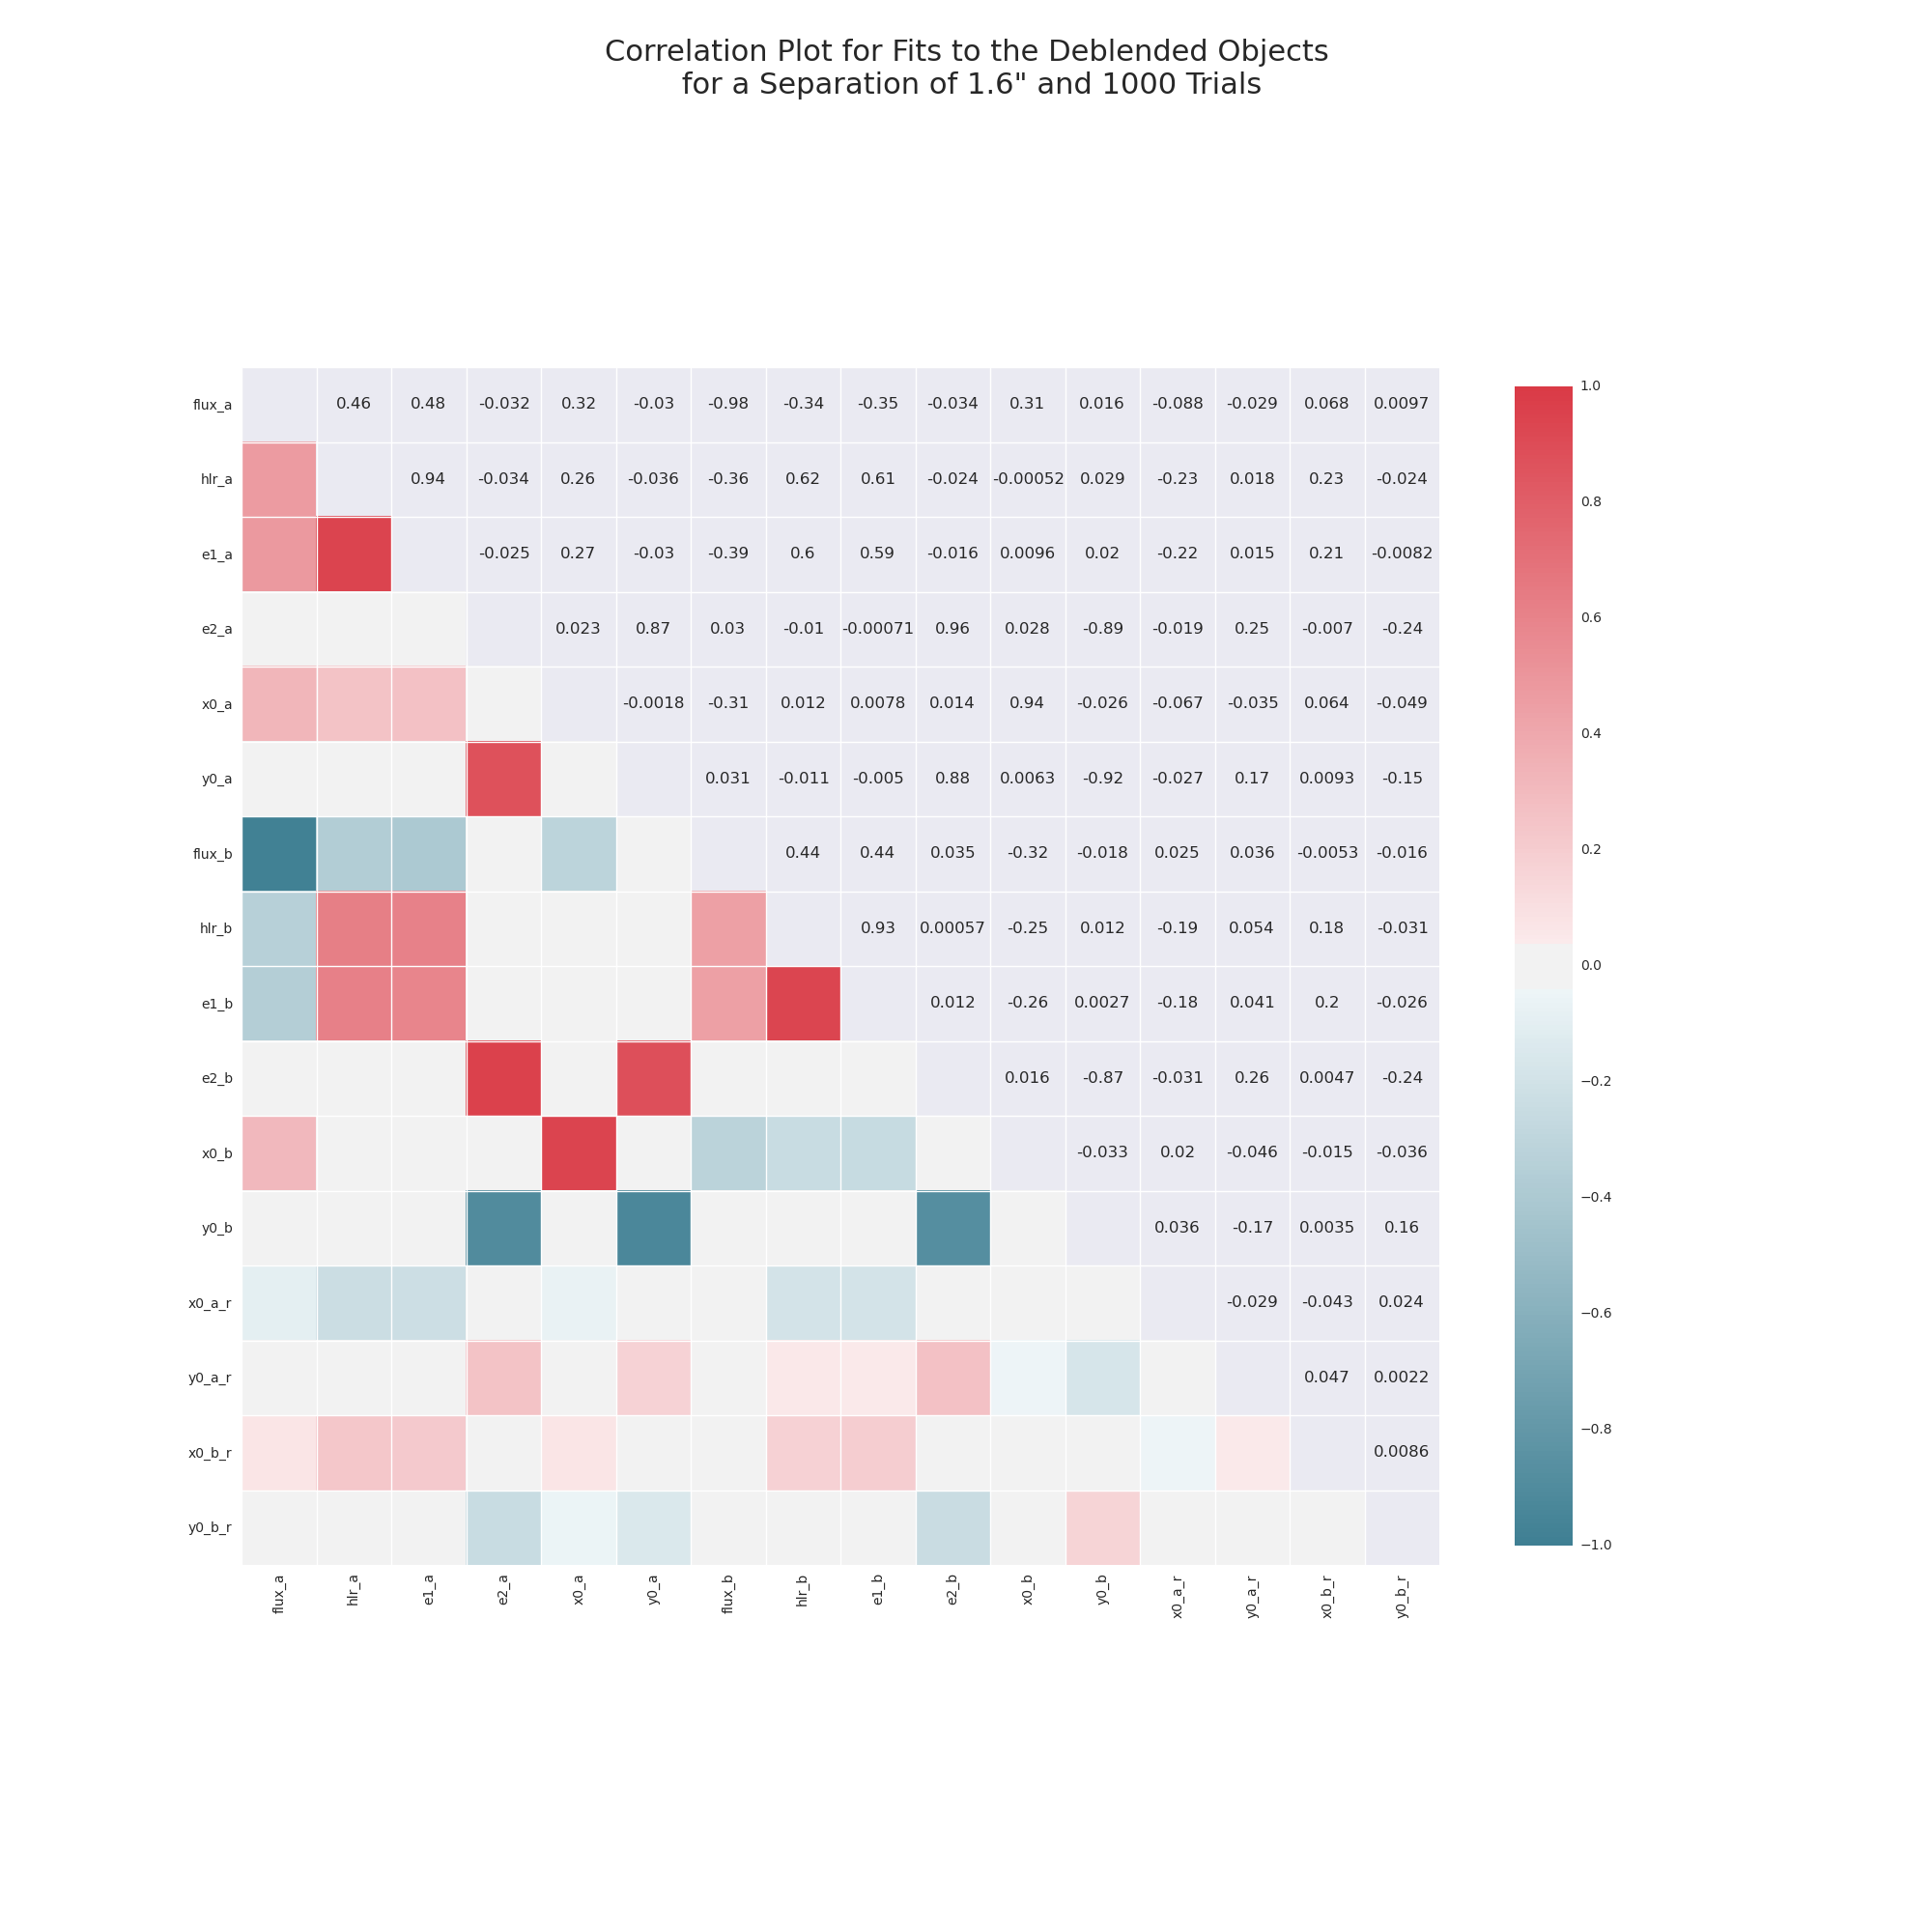 Correlation Plot for Fits to the Deblended Objects
for a Separation of 1.6" and 1000 Trials
flux_a 0.46 0.48 -0.032 0.32 -0.03 -0.98 -0.34 -0.35 -0.034 0.31 0.016 -0.088 -0.029 0.068 0.0097
hlr_a 0.94 -0.034 0.26 -0.036 -0.36 0.62 0.61 -0.024 -0.00052 0.029 -0.23 0.018 0.23 -0.024
e1_a -0.025 0.27 -0.03 -0.39 0.6 0.59 -0.016 0.0096 0.02 -0.22 0.015 0.21 -0.0082
e2_a 0.023 0.87 0.03 -0.01 -0.00071 0.96 0.028 -0.89 -0.019 0.25 -0.007 -0.24
x0_a -0.0018 -0.31 0.012 0.0078 0.014 0.94 -0.026 -0.067 -0.035 0.064 -0.049
y0_a 0.031 -0.011 -0.005 0.88 0.0063 -0.92 -0.027 0.17 0.0093 -0.15
flux_b 0.44 0.44 0.035 -0.32 -0.018 0.025 0.036 -0.0053 -0.016
hlr_b 0.93 0.00057 -0.25 0.012 -0.19 0.054 0.18 -0.031
e1_b 0.012 -0.26 0.0027 -0.18 0.041 0.2 -0.026
e2_b 0.016 -0.87 -0.031 0.26 0.0047 -0.24
x0_b -0.033 0.02 -0.046 -0.015 -0.036
y0_b 0.036 -0.17 0.0035 0.16
x0_a_r -0.029 -0.043 0.024
y0_a_r 0.047 0.0022
x0_b_r 0.0086
y0_b_r
flux_a hlr_a e1_a e2_a x0_a y0_a flux_b hlr_b e1_b e2_b x0_b y0_b x0_a_r y0_a_r x0_b_r y0_b_r
1.0
0.8
0.6
0.4
0.2
0.0
−0.2
−0.4
−0.6
−0.8
−1.0